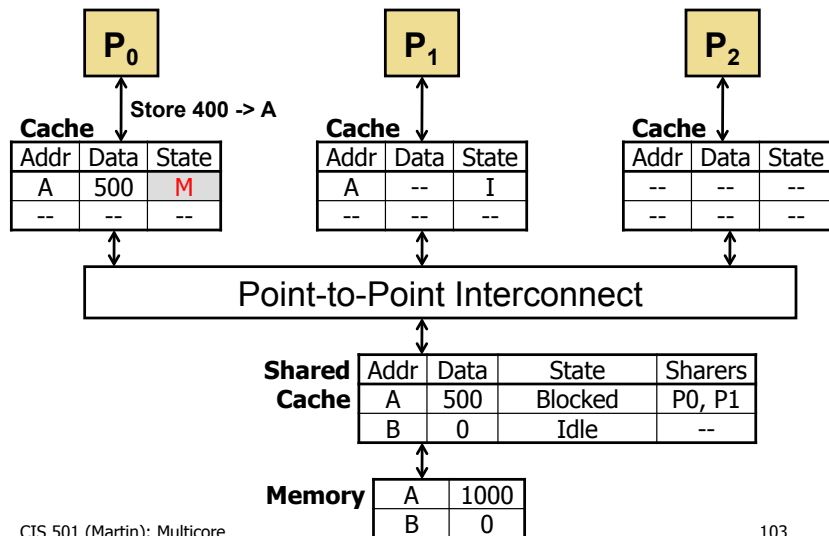 P0 P1 P2
Store 400 -> A
Cache Cache Cache
Addr Data State Addr Data State Addr Data State
A 500 M A -- I -- -- --
-- -- -- -- -- -- -- -- --
Point-to-Point Interconnect
Shared Addr Data State Sharers
Cache A 500 Blocked P0, P1
B 0 Idle --
Memory A 1000
B 0
CIS 501 (Martin): Multicore 103